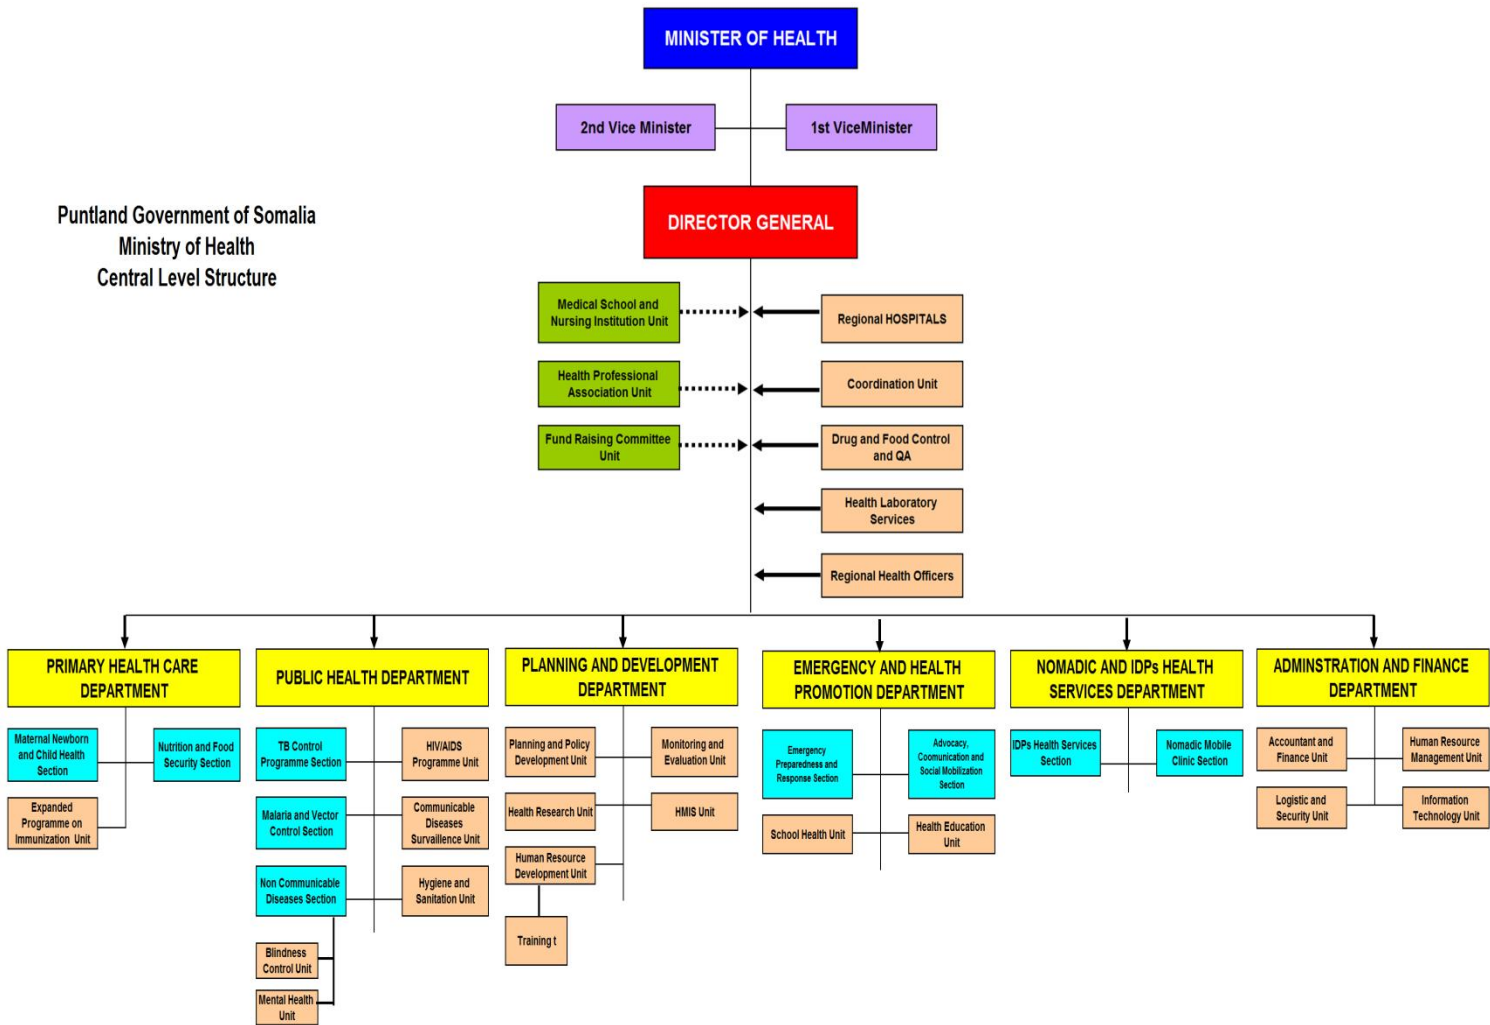 MINISTER OF HEALTH
2nd Vice Minister
1st ViceMinister
Puntland Government of Somalia
Ministry of Health
Central Level Structure
DIRECTOR GENERAL
Medical School and
Nursing Institution Unit
Regional HOSPITALS
Health Professional
Association Unit
Coordination Unit
Fund Raising Committee
Unit
Drug and Food Control
and QA
Health Laboratory
Services
Regional Health Officers
PRIMARY HEALTH CARE
DEPARTMENT
PUBLIC HEALTH DEPARTMENT
PLANNING AND DEVELOPMENT
DEPARTMENT
EMERGENCY AND HEALTH
PROMOTION DEPARTMENT
NOMADIC AND IDPs HEALTH
SERVICES DEPARTMENT
ADMINSTRATION AND FINANCE
DEPARTMENT
Maternal Newborn
and Child Health
Section
Nutrition and Food
Security Section
Expanded
Programme on
Immunization Unit
TB Control
Programme Section
HIV/AIDS
Programme Unit
Malaria and Vector
Control Section
Communicable
Diseases
Survaillence Unit
Non Communicable
Diseases Section
Hygiene and
Sanitation Unit
Blindness
Control Unit
Mental Health
Unit
Planning and Policy
Development Unit
Monitoring and
Evaluation Unit
Health Research Unit
HMIS Unit
Human Resource
Development Unit
Training t
Emergency
Preparedness and
Response Section
Advocacy,
Coomunication and
Social Mobilization
Section
School Health Unit
Health Education
Unit
IDPs Health Services
Section
Nomadic Mobile
Clinic Section
Accountant and
Finance Unit
Human Resource
Management Unit
Logistic and
Security Unit
Information
Technology Unit